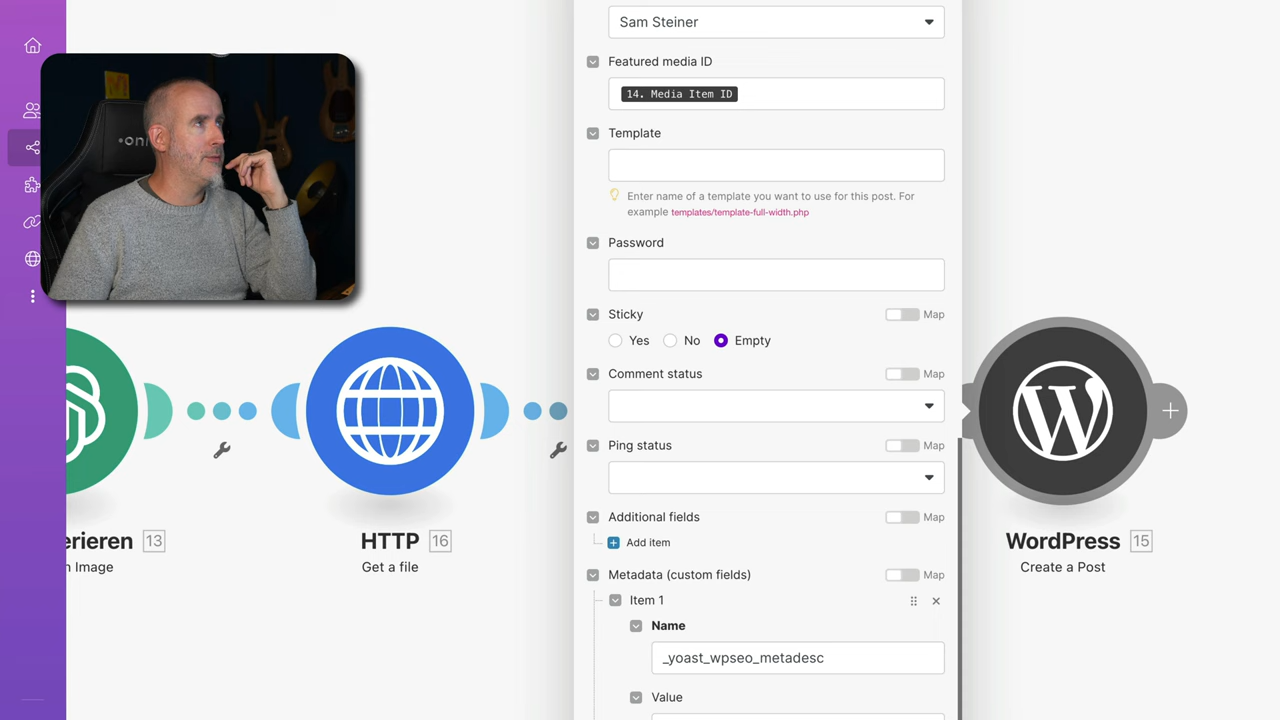 Sam Steiner
Featured media ID
14. Media Item ID
Template
Enter name of a template you want to use for this post. For
example templates/template-full-width.php
Password
Sticky
Map
Yes
No
Empty
Comment status
Map
Ping status
Map
Additional fields
Map
Add item
Metadata (custom fields)
Map
Item 1
Name
_yoast_wpseo_metadesc
Value
erieren 13
n Image
HTTP 16
Get a file
WordPress 15
Create a Post